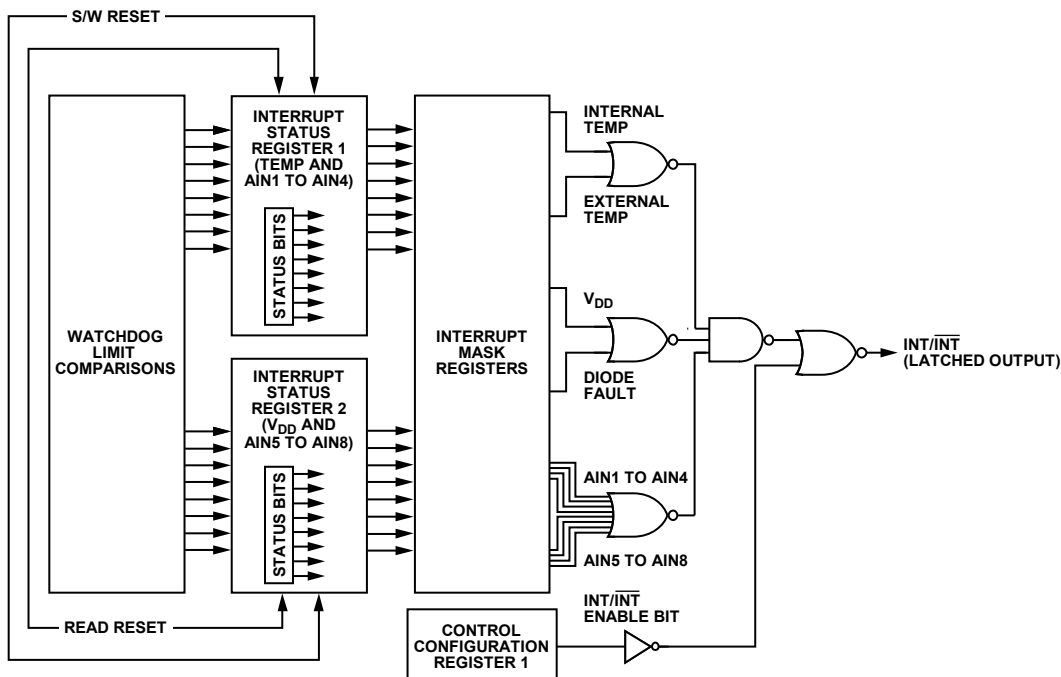 S/W RESET
INTERRUPT
STATUS
REGISTER 1
(TEMP AND
AIN1 TO AIN4)
STATUS BITS
INTERNAL
TEMP
EXTERNAL
TEMP
WATCHDOG
LIMIT
COMPARISONS
INTERRUPT
MASK
REGISTERS
VDD
DIODE
FAULT
INT/INT
(LATCHED OUTPUT)
INTERRUPT
STATUS
REGISTER 2
(VDD AND
AIN5 TO AIN8)
STATUS BITS
AIN1 TO AIN4
AIN5 TO AIN8
READ RESET
INT/INT
ENABLE BIT
CONTROL
CONFIGURATION
REGISTER 1